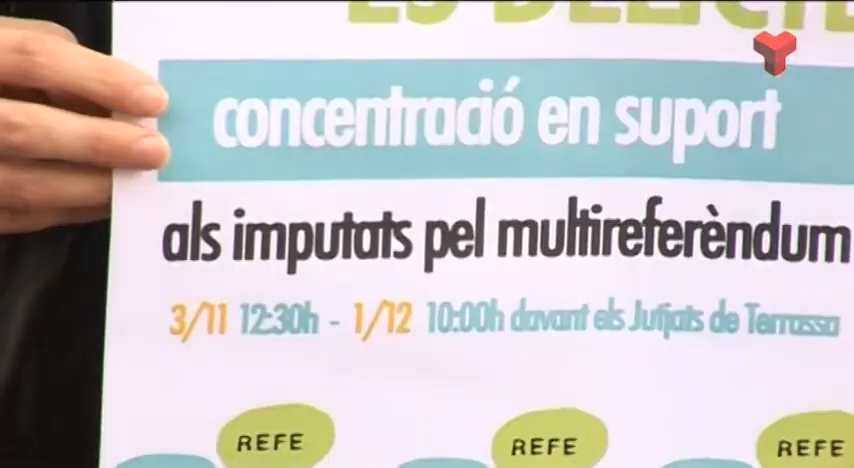 concentració en suport
als imputats pel multireferèndum
3/11 12:30h - 1/12 10:00h davant els Jutjats de Terrassa
REFE REFE REFE